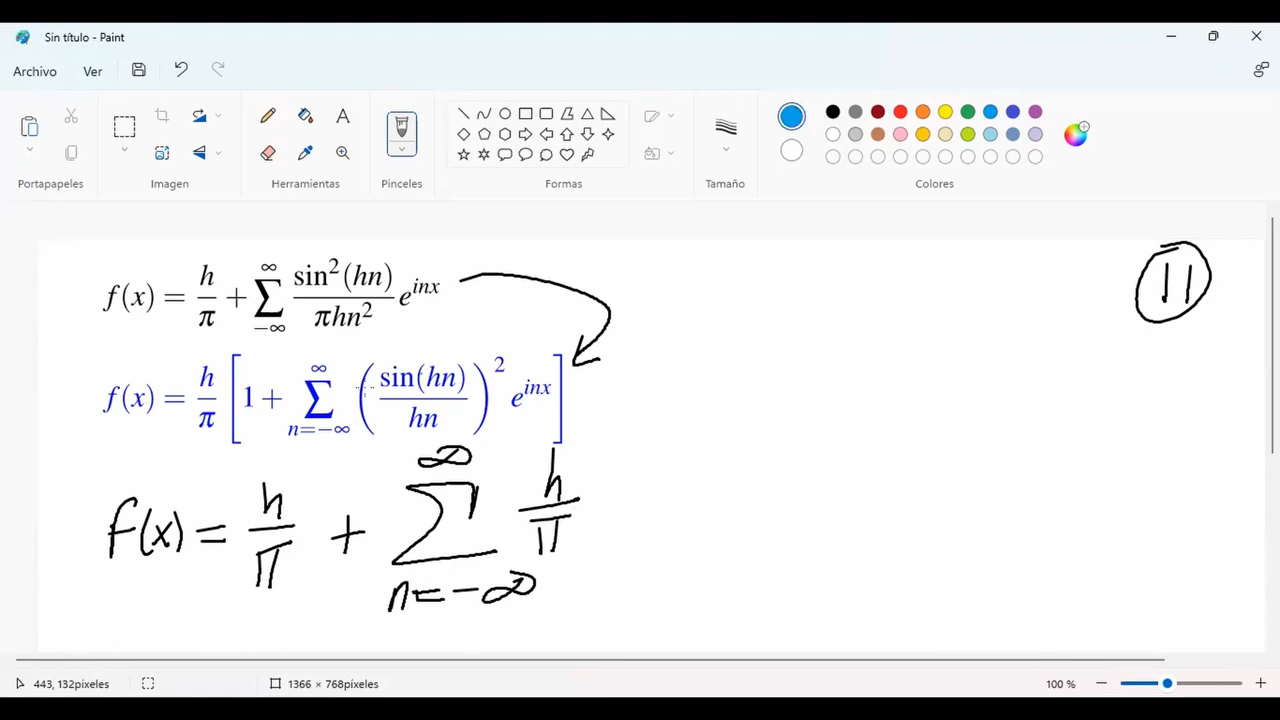 Sin título - Paint
Archivo Ver
Portapapeles Imagen Herramientas Pinceles Formas Tamaño Colores
f(x) = h/π + ∑_{-∞}^{∞} sin²(hn)/πhn² e^{inx}
11
f(x) = h/π [1 + ∑_{n=-∞}^{∞} (sin(hn)/hn)² e^{inx}]
f(x) = h/π + ∑_{n=-∞}^{∞} h/π
443, 132píxeles 1366 × 768píxeles 100 %